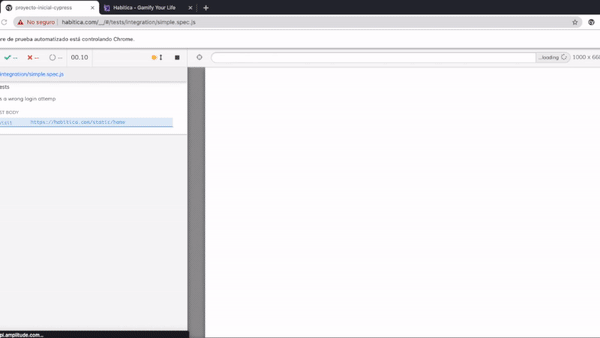 proyecto-inicial-cypress
Habitica - Gamify Your Life
No seguro | habitica.com/__/#/tests/integration/simple.spec.js
re de prueba automatizado está controlando Chrome.
-- -- -- 00.10
...loading
1000 x 66
integration/simple.spec.js
ests
s a wrong login attemp
ST BODY
https://habitica.com/static/home
pi.amplitude.com...